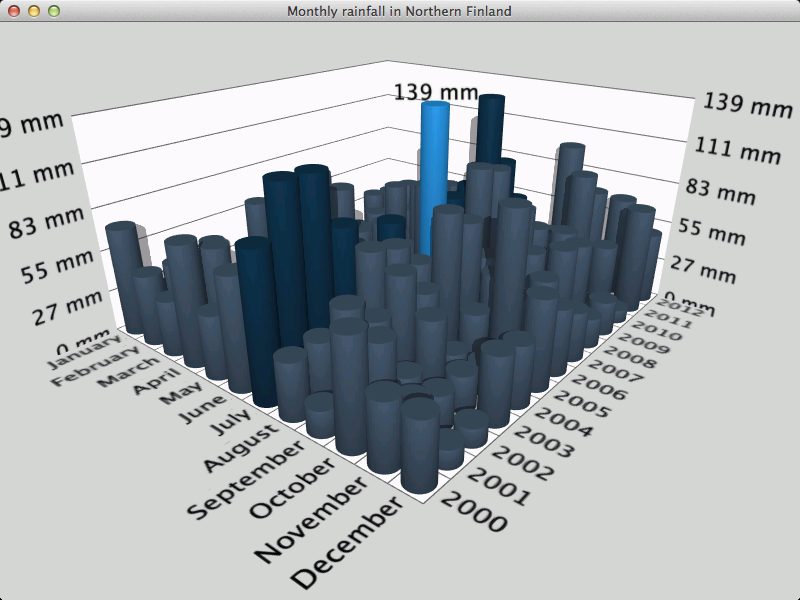 Monthly rainfall in Northern Finland
139 mm
139 mm
111 mm
83 mm
55 mm
27 mm
0 mm
9 mm
11 mm
83 mm
55 mm
27 mm
0 mm
January
February
March
April
May
June
July
August
September
October
November
December
2012
2011
2010
2009
2008
2007
2006
2005
2004
2003
2002
2001
2000